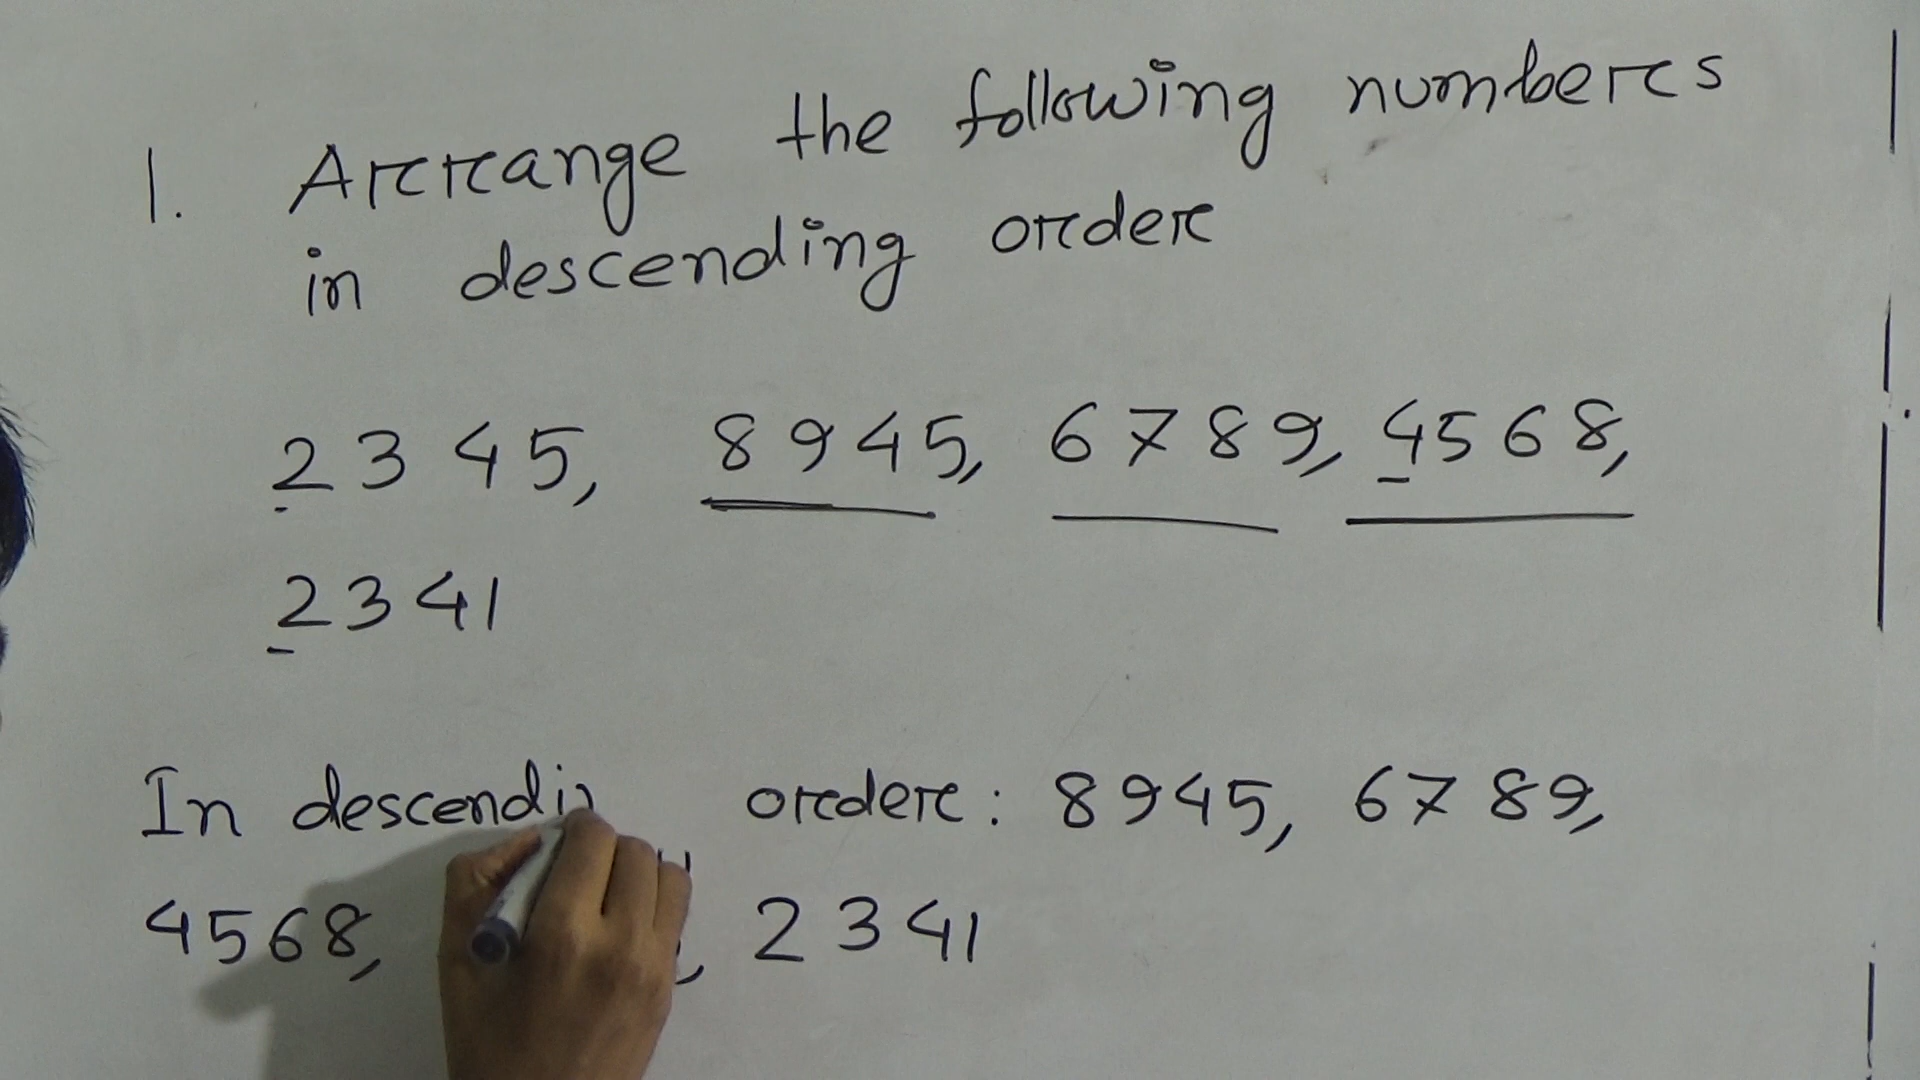 1. Arrange the following numbers
in descending order
2345, 8945, 6789, 4568,
2341
In order: 8945, 6789,
4568, 2341